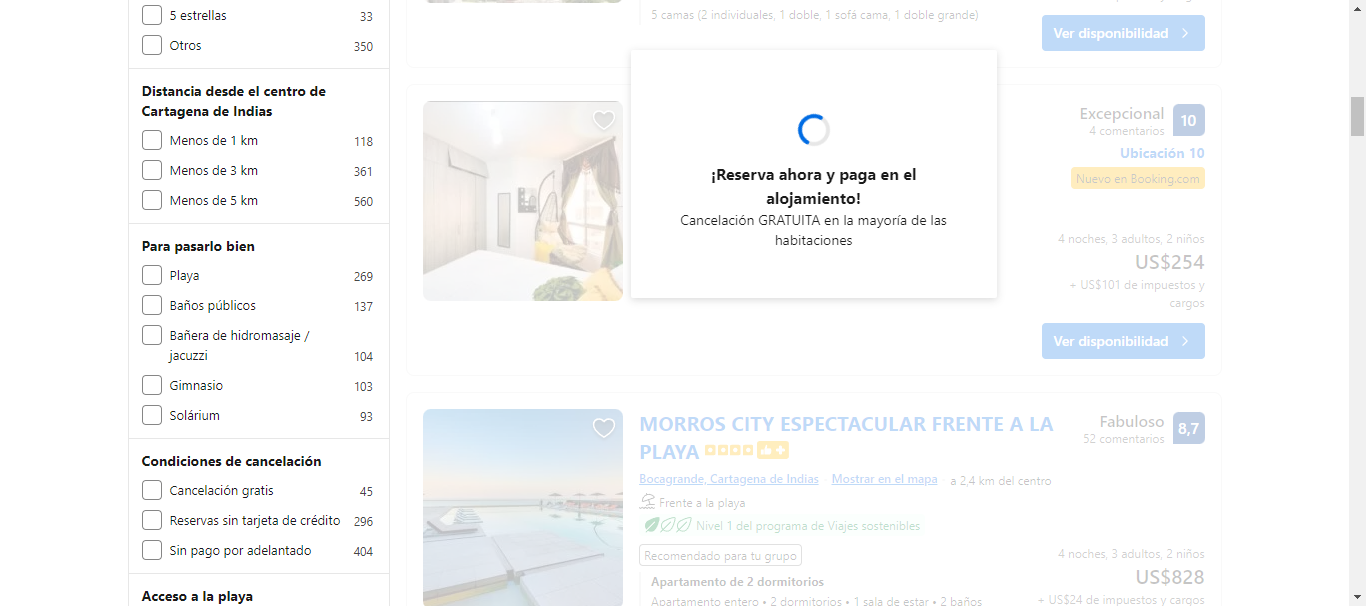 5 estrellas 33
Otros 350
Distancia desde el centro de
Cartagena de Indias
Menos de 1 km 118
Menos de 3 km 361
Menos de 5 km 560
Para pasarlo bien
Playa 269
Baños públicos 137
Bañera de hidromasaje /
jacuzzi 104
Gimnasio 103
Solárium 93
Condiciones de cancelación
Cancelación gratis 45
Reservas sin tarjeta de crédito 296
Sin pago por adelantado 404
Acceso a la playa
5 camas (2 individuales, 1 doble, 1 sofá cama, 1 doble grande)
Ver disponibilidad
¡Reserva ahora y paga en el
alojamiento!
Cancelación GRATUITA en la mayoría de las
habitaciones
Excepcional 10
4 comentarios
Ubicación 10
Nuevo en Booking.com
4 noches, 3 adultos, 2 niños
US$254
+ US$101 de impuestos y
cargos
Ver disponibilidad
MORROS CITY ESPECTACULAR FRENTE A LA
PLAYA
Fabuloso 8,7
52 comentarios
Bocagrande, Cartagena de Indias · Mostrar en el mapa · a 2,4 km del centro
Frente a la playa
Nivel 1 del programa de Viajes sostenibles
Recomendado para tu grupo
Apartamento de 2 dormitorios
Apartamento entero • 2 dormitorios • 1 sala de estar • 2 baños
4 noches, 3 adultos, 2 niños
US$828
+ US$24 de impuestos y cargos